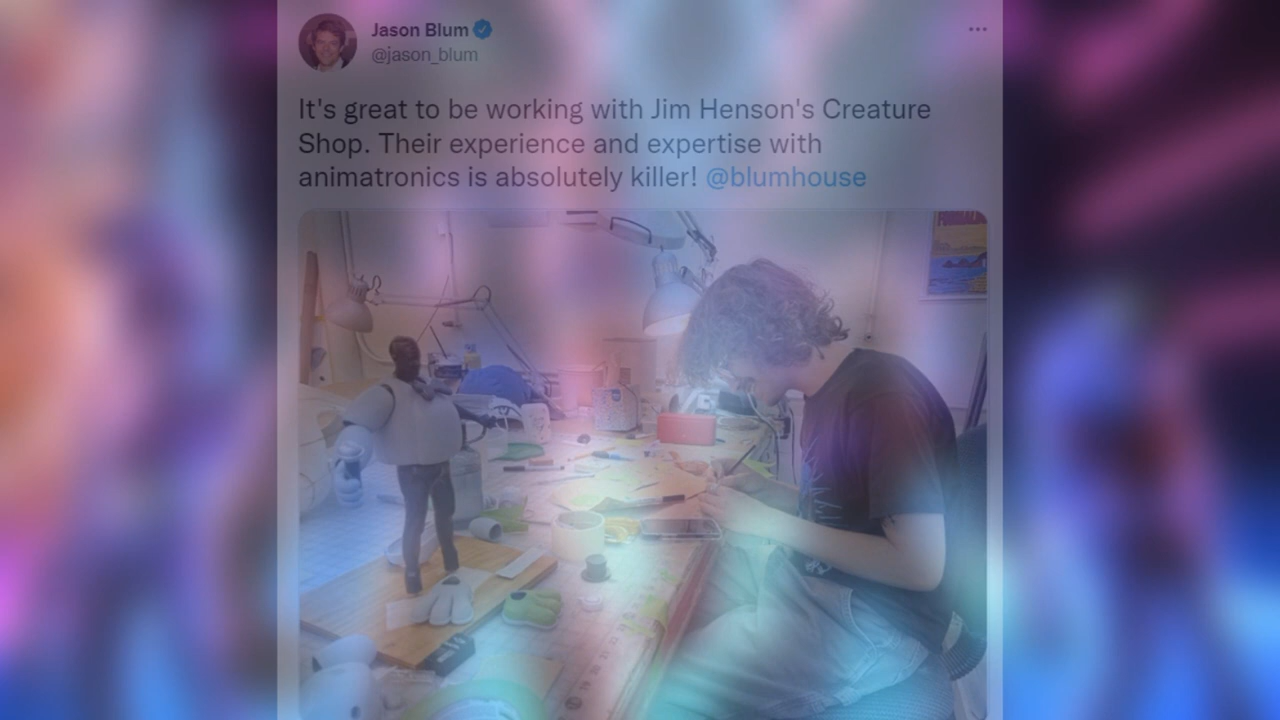 Jason Blum
@jason_blum
It's great to be working with Jim Henson's Creature
Shop. Their experience and expertise with
animatronics is absolutely killer! @blumhouse